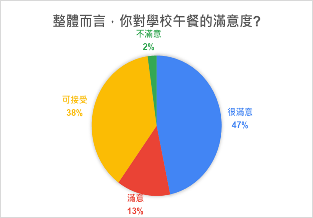 整體而言，你對學校午餐的滿意度?
不滿意
2%
可接受
38%
很滿意
47%
滿意
13%